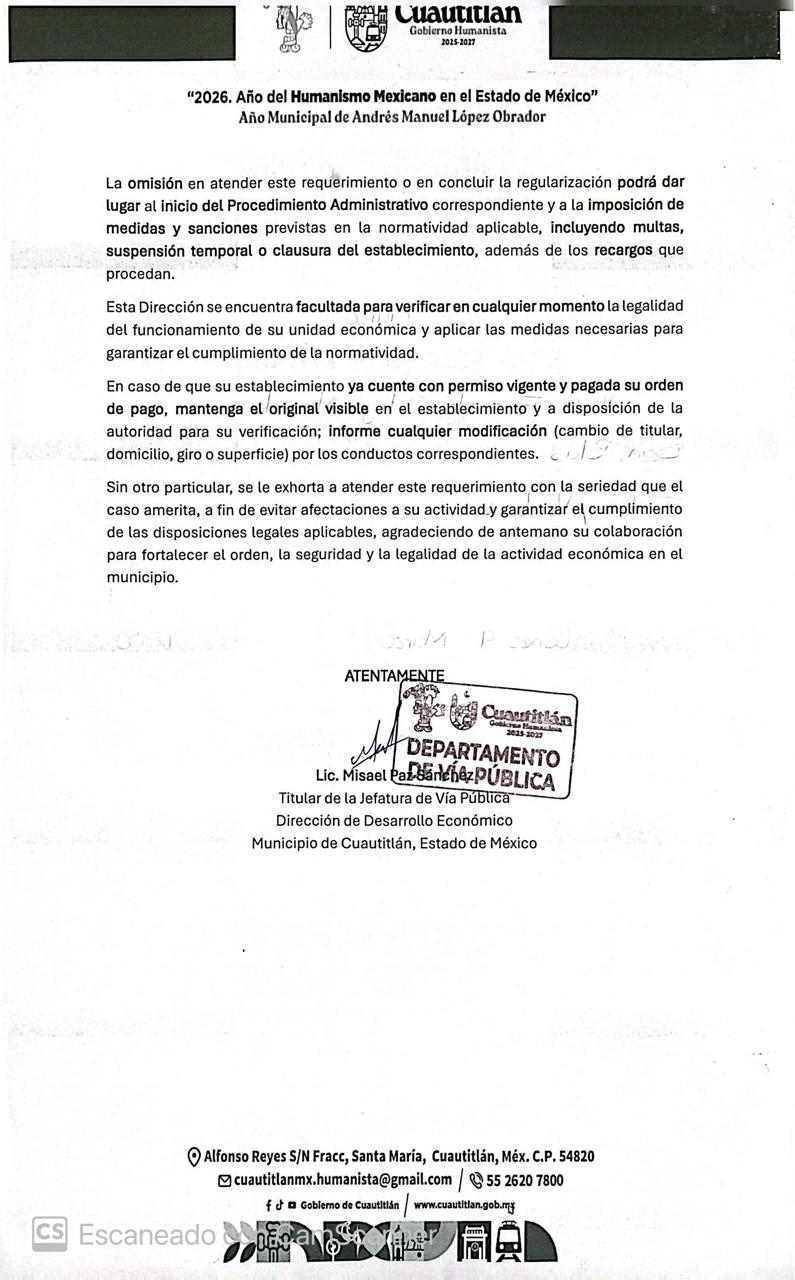 Cuautitlán
Gobierno Humanista
2025-2027
“2026. Año del Humanismo Mexicano en el Estado de México”
Año Municipal de Andrés Manuel López Obrador
La omisión en atender este requerimiento o en concluir la regularización podrá dar
lugar al inicio del Procedimiento Administrativo correspondiente y a la imposición de
medidas y sanciones previstas en la normatividad aplicable, incluyendo multas,
suspensión temporal o clausura del establecimiento, además de los recargos que
procedan.
Esta Dirección se encuentra facultada para verificar en cualquier momento la legalidad
del funcionamiento de su unidad económica y aplicar las medidas necesarias para
garantizar el cumplimiento de la normatividad.
En caso de que su establecimiento ya cuente con permiso vigente y pagada su orden
de pago, mantenga el original visible en el establecimiento y a disposición de la
autoridad para su verificación; informe cualquier modificación (cambio de titular,
domicilio, giro o superficie) por los conductos correspondientes.
Sin otro particular, se le exhorta a atender este requerimiento con la seriedad que el
caso amerita, a fin de evitar afectaciones a su actividad y garantizar el cumplimiento
de las disposiciones legales aplicables, agradeciendo de antemano su colaboración
para fortalecer el orden, la seguridad y la legalidad de la actividad económica en el
municipio.
ATENTAMENTE
Cuautitlán
Gobierno Humanista
2025-2027
DEPARTAMENTO
DE VÍA PÚBLICA
Lic. Misael Paz Sánchez
Titular de la Jefatura de Vía Pública
Dirección de Desarrollo Económico
Municipio de Cuautitlán, Estado de México
Alfonso Reyes S/N Fracc, Santa María, Cuautitlán, Méx. C.P. 54820
cuautitlanmx.humanista@gmail.com / 55 2620 7800
Gobierno de Cuautitlán / www.cuautitlan.gob.mx
CS Escaneado con CamScanner